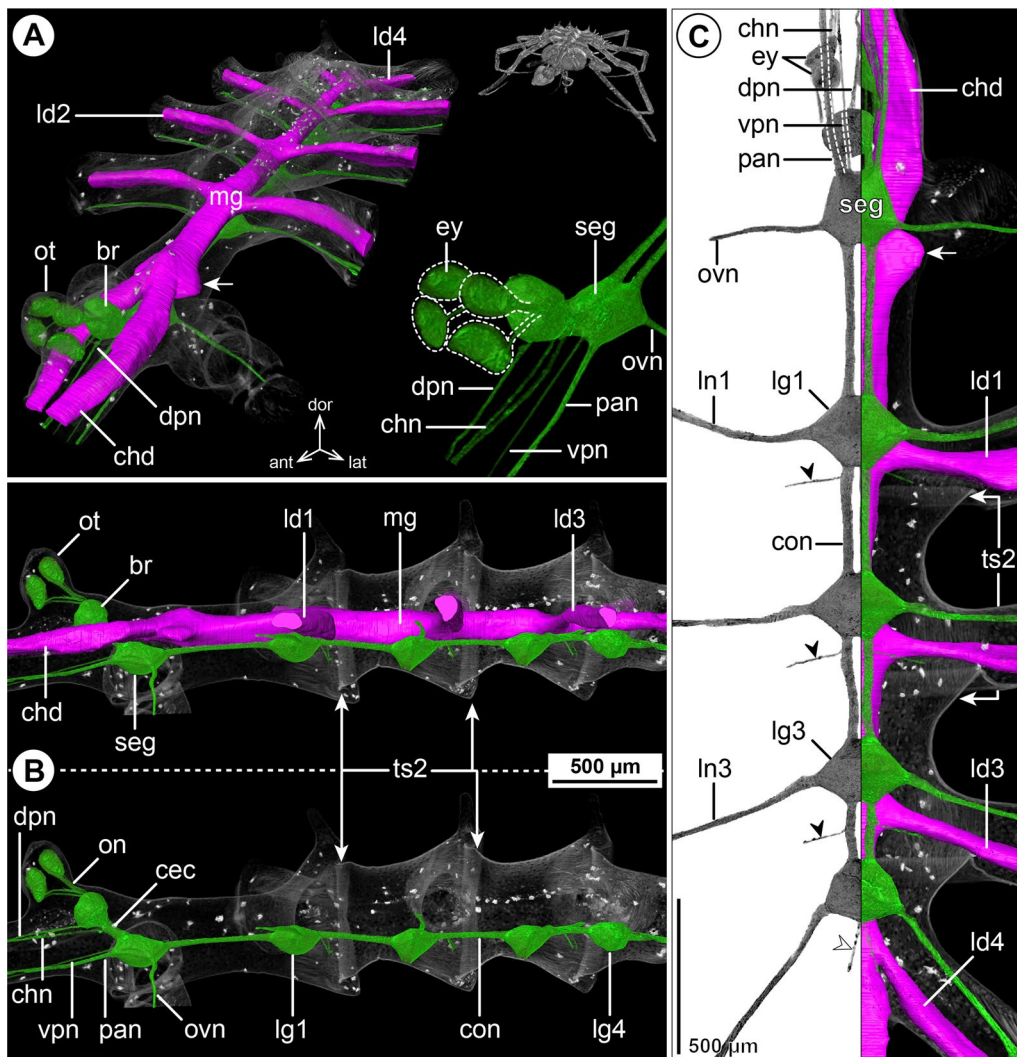 A
ld4
ld2
mg
ot
br
ey
seg
dpn
ovn
dpn
chn
pan
chd
vpn
dor
ant
lat
ot
br
ld1
mg
ld3
chd
seg
ts2
500 µm
B
dpn
on
cec
chn
vpn
pan
ovn
lg1
con
lg4
C
chn
ey
dpn
vpn
pan
chd
seg
ovn
ln1
lg1
ld1
con
ts2
lg3
ln3
ld3
ld4
500 µm